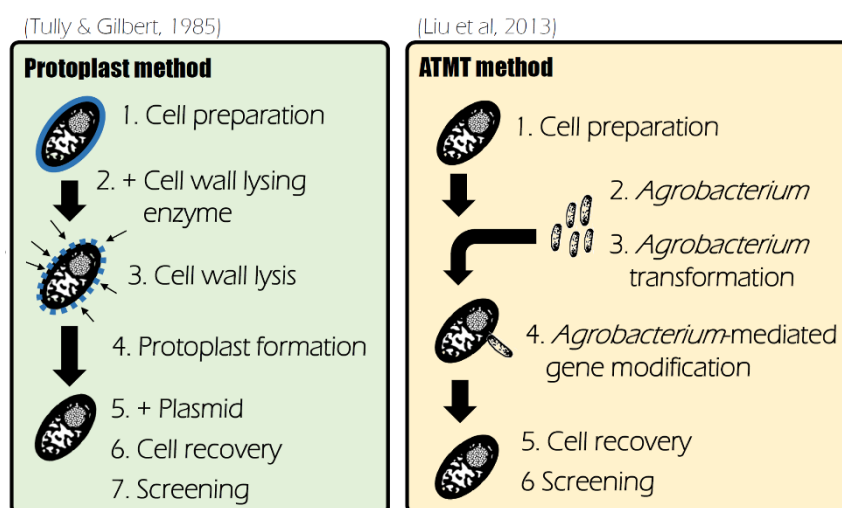 (Tully & Gilbert, 1985)
Protoplast method
1. Cell preparation
2. + Cell wall lysing
enzyme
3. Cell wall lysis
4. Protoplast formation
5. + Plasmid
6. Cell recovery
7. Screening
(Liu et al, 2013)
ATMT method
1. Cell preparation
2. Agrobacterium
3. Agrobacterium
transformation
4. Agrobacterium-mediated
gene modification
5. Cell recovery
6 Screening